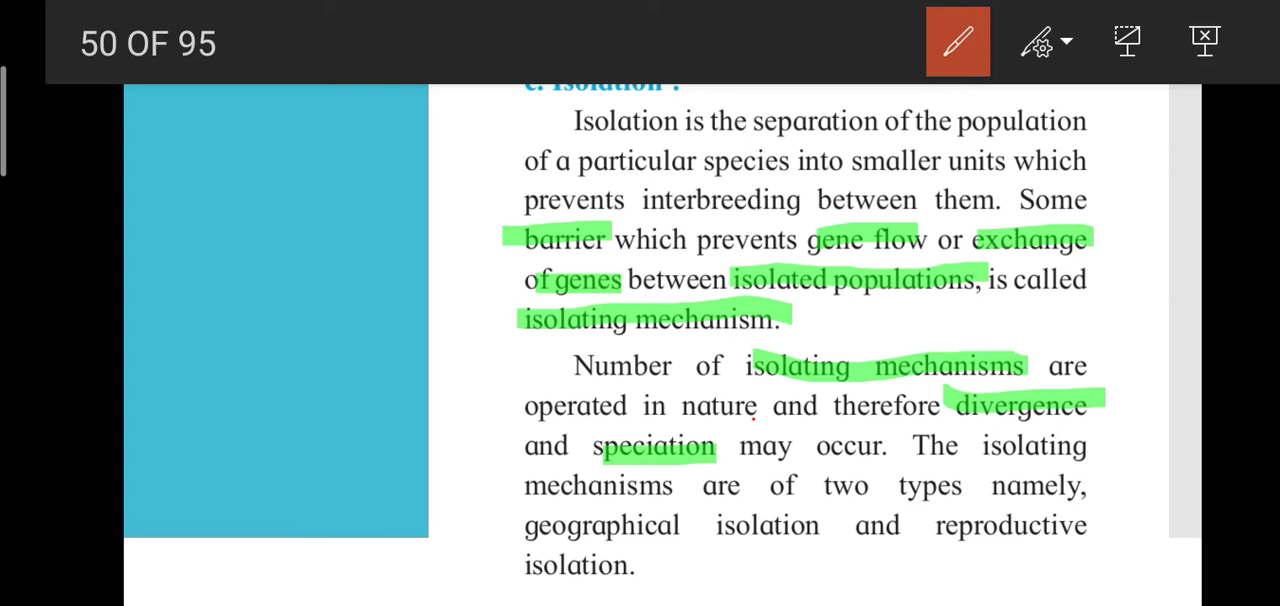 50 OF 95
c. Isolation :
Isolation is the separation of the population
of a particular species into smaller units which
prevents interbreeding between them. Some
barrier which prevents gene flow or exchange
of genes between isolated populations, is called
isolating mechanism.
Number of isolating mechanisms are
operated in nature and therefore divergence
and speciation may occur. The isolating
mechanisms are of two types namely,
geographical isolation and reproductive
isolation.